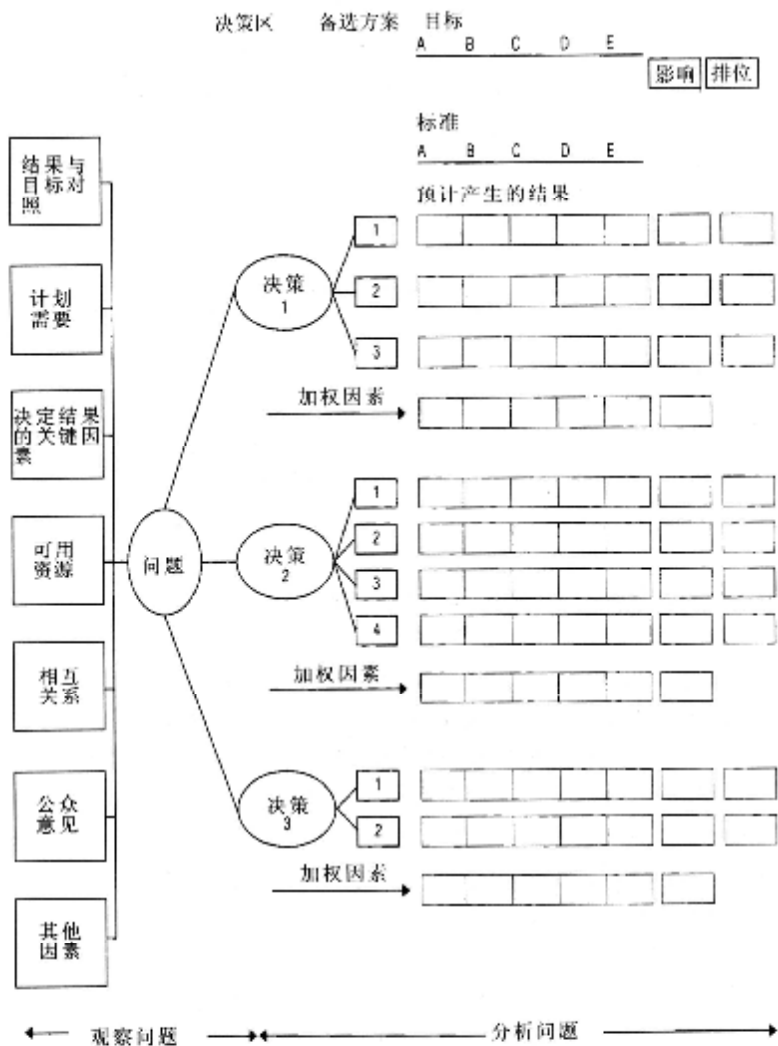 决策区 备选方案 目标
A B C D E
影响 排位
标准
A B C D E
预计产生的结果
结果与
目标对
照
计划
需要
决定结果
的关键因
素
可用
资源
相互
关系
公众
意见
其他
因素
问题
决策
1
1
2
3
加权因素
决策
2
1
2
3
4
加权因素
决策
3
1
2
加权因素
观察问题 分析问题